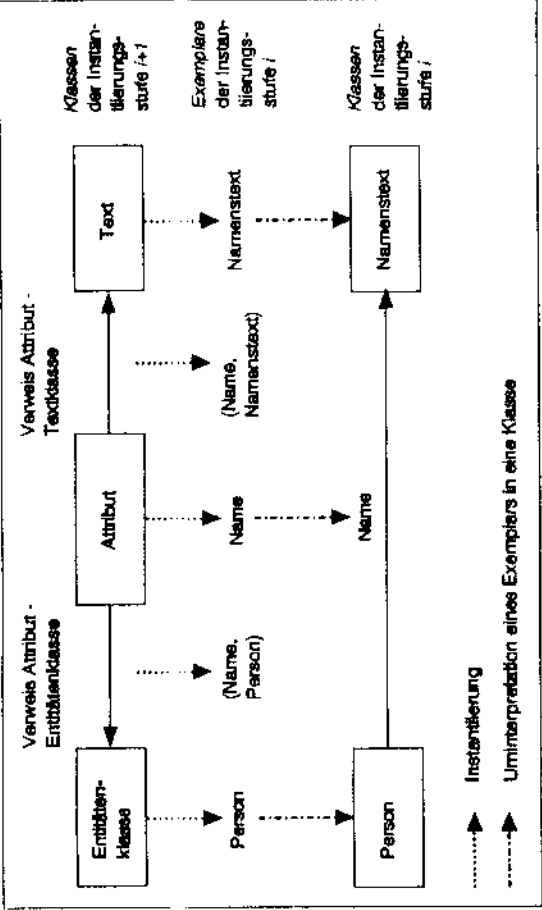 Verweis Attribut -
Entitätenklasse
Verweis Attribut -
Textklasse
Klassen
der Instan-
tiierungs-
stufe i+1
Entitäten-
klasse
Attribut
Text
(Name,
Person)
(Name,
Namenstext)
Exemplare
der Instan-
tiierungs-
stufe i
Person
Name
Namenstext
Klassen
der Instan-
tiierungs-
stufe i
Person
Name
Namenstext
Instantiierung
Uminterpretation eines Exemplars in eine Klasse